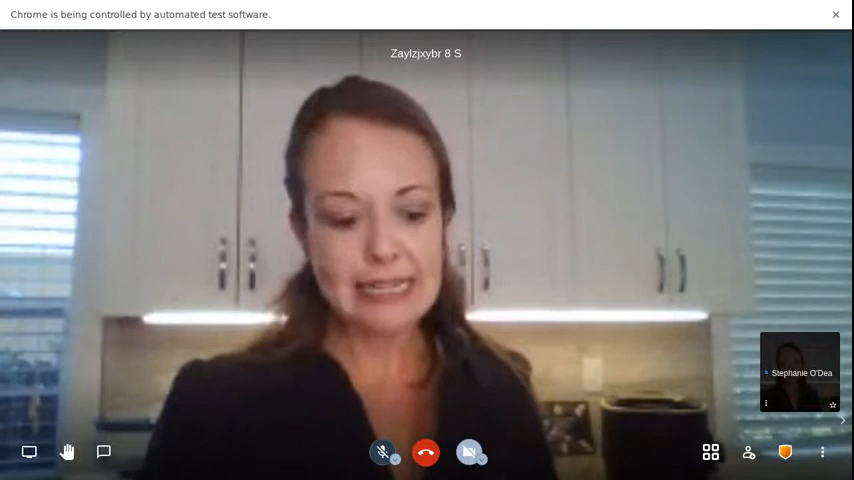 Chrome is being controlled by automated test software.
Zaylzjxybr 8 S
Stephanie O'Dea